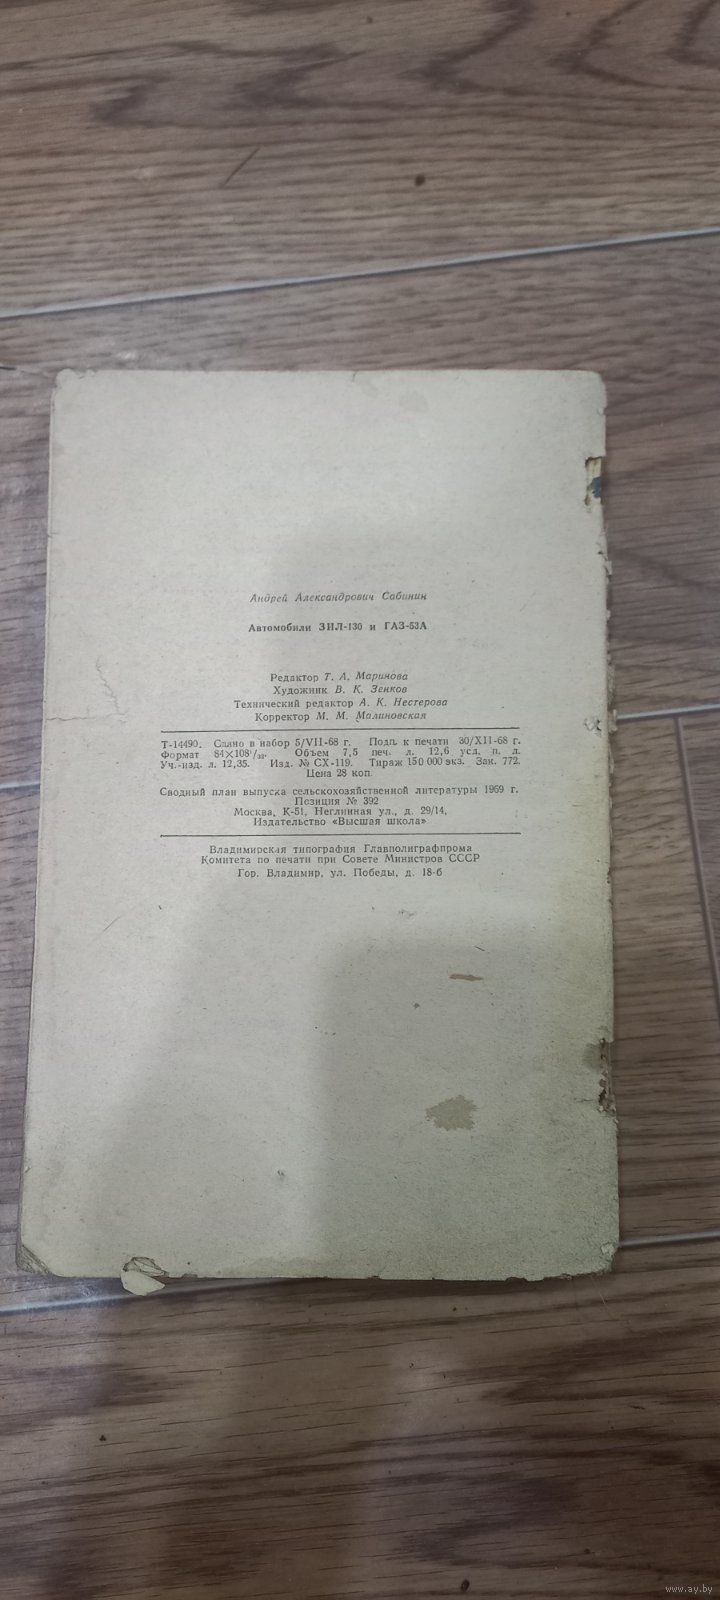 Андрей Александрович Сабинин
Автомобили ЗИЛ-130 и ГАЗ-53А
Редактор Т. А. Маринова
Художник В. К. Зенков
Технический редактор А. К. Нестерова
Корректор М. М. Малиновская
Т-14490. Сдано в набор 5/VII-68 г. Подп. к печати 30/XII-68 г.
Формат 84×108¹/₃₂. Объем 7,5 печ. л. 12,6 усл. п. л.
Уч.-изд. л. 12,35. Изд. № СХ-119. Тираж 150 000 экз. Зак. 772.
Цена 28 коп.
Сводный план выпуска сельскохозяйственной литературы 1969 г.
Позиция № 392
Москва, К-51, Неглинная ул., д. 29/14,
Издательство «Высшая школа»
Владимирская типография Главполиграфпрома
Комитета по печати при Совете Министров СССР
Гор. Владимир, ул. Победы, д. 18-б
www.ay.by